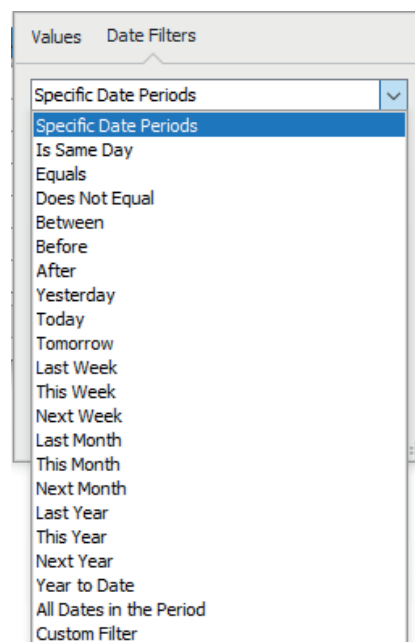 Values Date Filters
Specific Date Periods
Specific Date Periods
Is Same Day
Equals
Does Not Equal
Between
Before
After
Yesterday
Today
Tomorrow
Last Week
This Week
Next Week
Last Month
This Month
Next Month
Last Year
This Year
Next Year
Year to Date
All Dates in the Period
Custom Filter